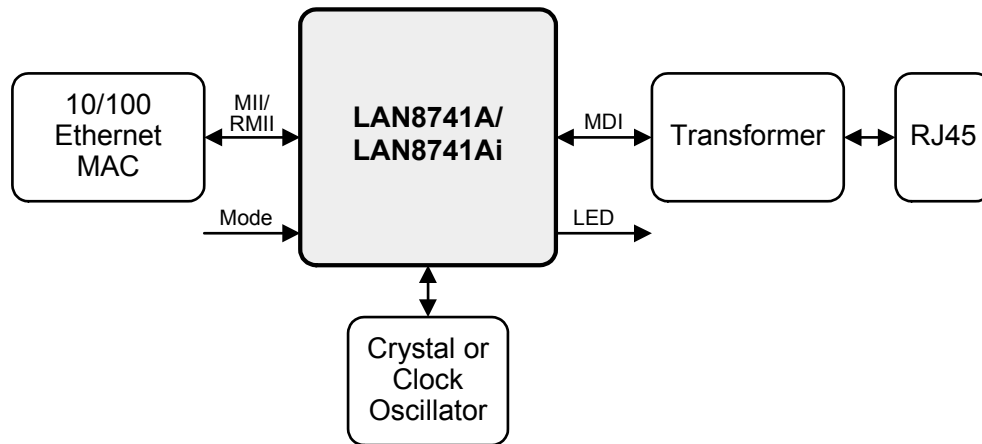 10/100
Ethernet
MAC
MII/
RMII
LAN8741A/
LAN8741Ai
MDI
Transformer
RJ45
Mode
LED
Crystal or
Clock
Oscillator